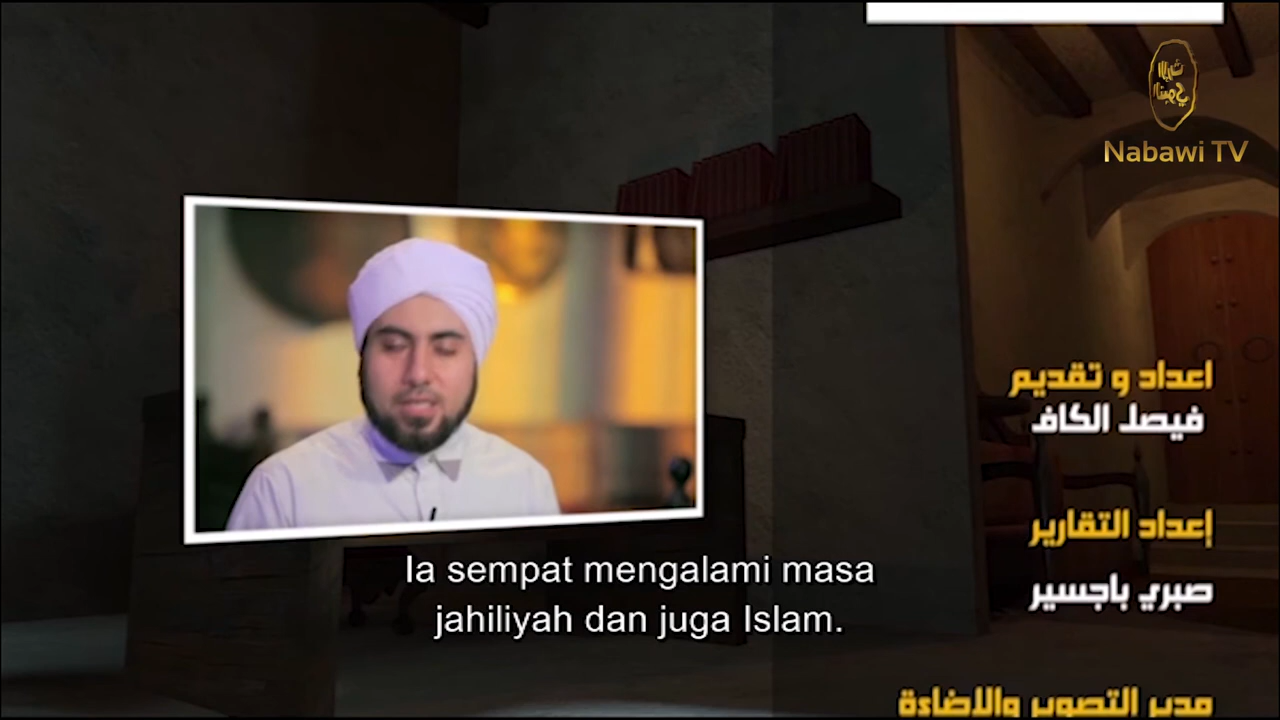 Nabawi TV
اعداد و تقديم
فيصل الكاف
إعداد التقارير
صبري باجسير
مدير التصوير والاضاءة
Ia sempat mengalami masa
jahiliyah dan juga Islam.